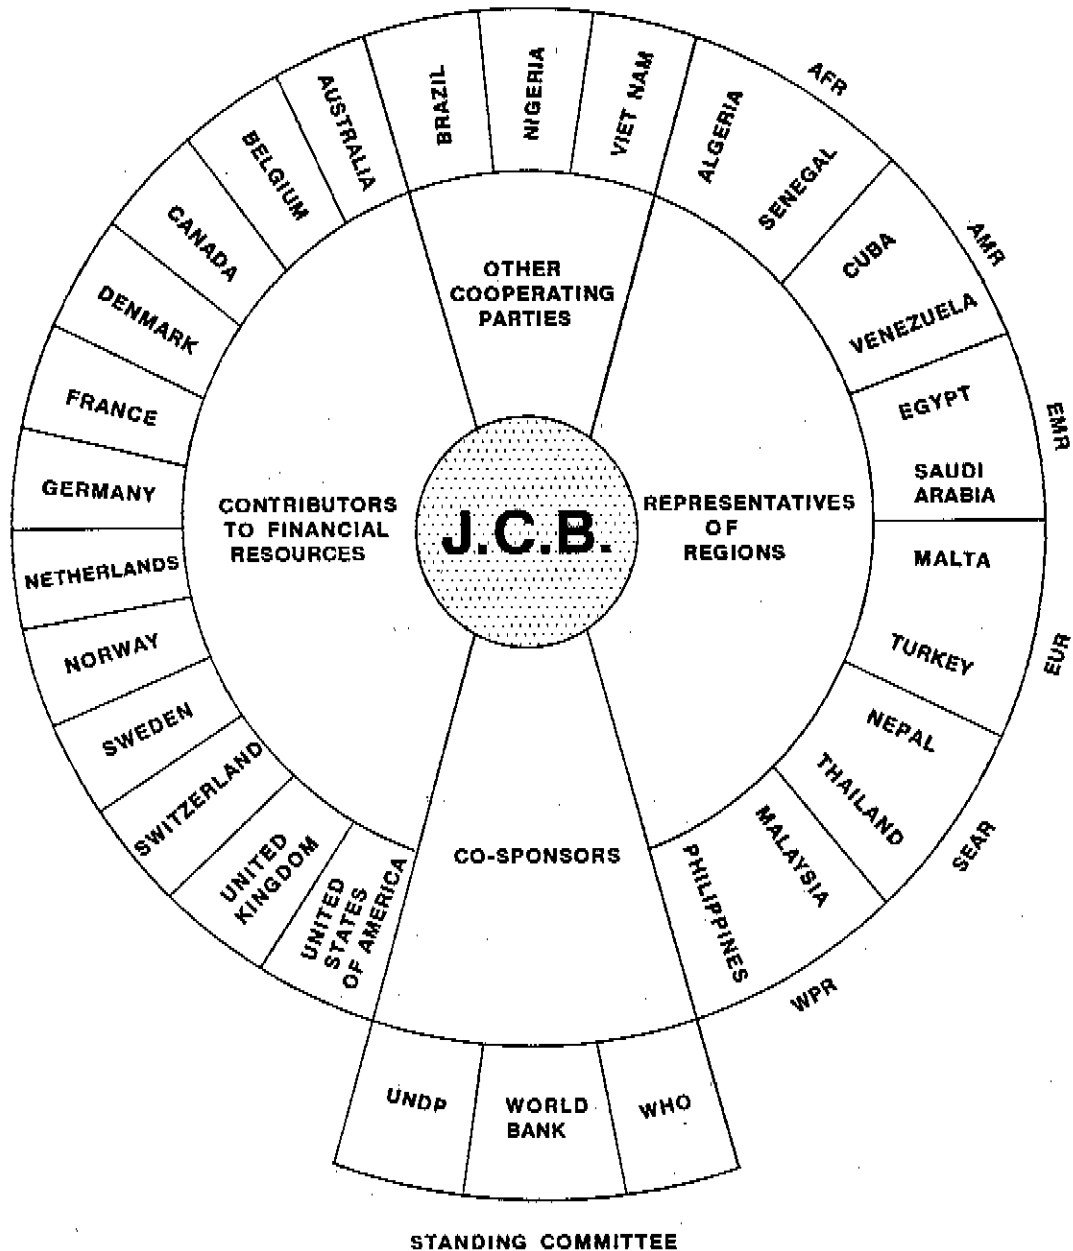 BRAZIL
NIGERIA
VIET NAM
ALGERIA
SENEGAL
AFR
CUBA
VENEZUELA
AMR
EGYPT
SAUDI
ARABIA
EMR
MALTA
TURKEY
EUR
NEPAL
THAILAND
SEAR
MALAYSIA
PHILIPPINES
WPR
AUSTRALIA
BELGIUM
CANADA
DENMARK
FRANCE
GERMANY
NETHERLANDS
NORWAY
SWEDEN
SWITZERLAND
UNITED
KINGDOM
UNITED
STATES
OF AMERICA
OTHER
COOPERATING
PARTIES
CONTRIBUTORS
TO FINANCIAL
RESOURCES
J.C.B.
REPRESENTATIVES
OF
REGIONS
CO-SPONSORS
UNDP
WORLD
BANK
WHO
STANDING COMMITTEE